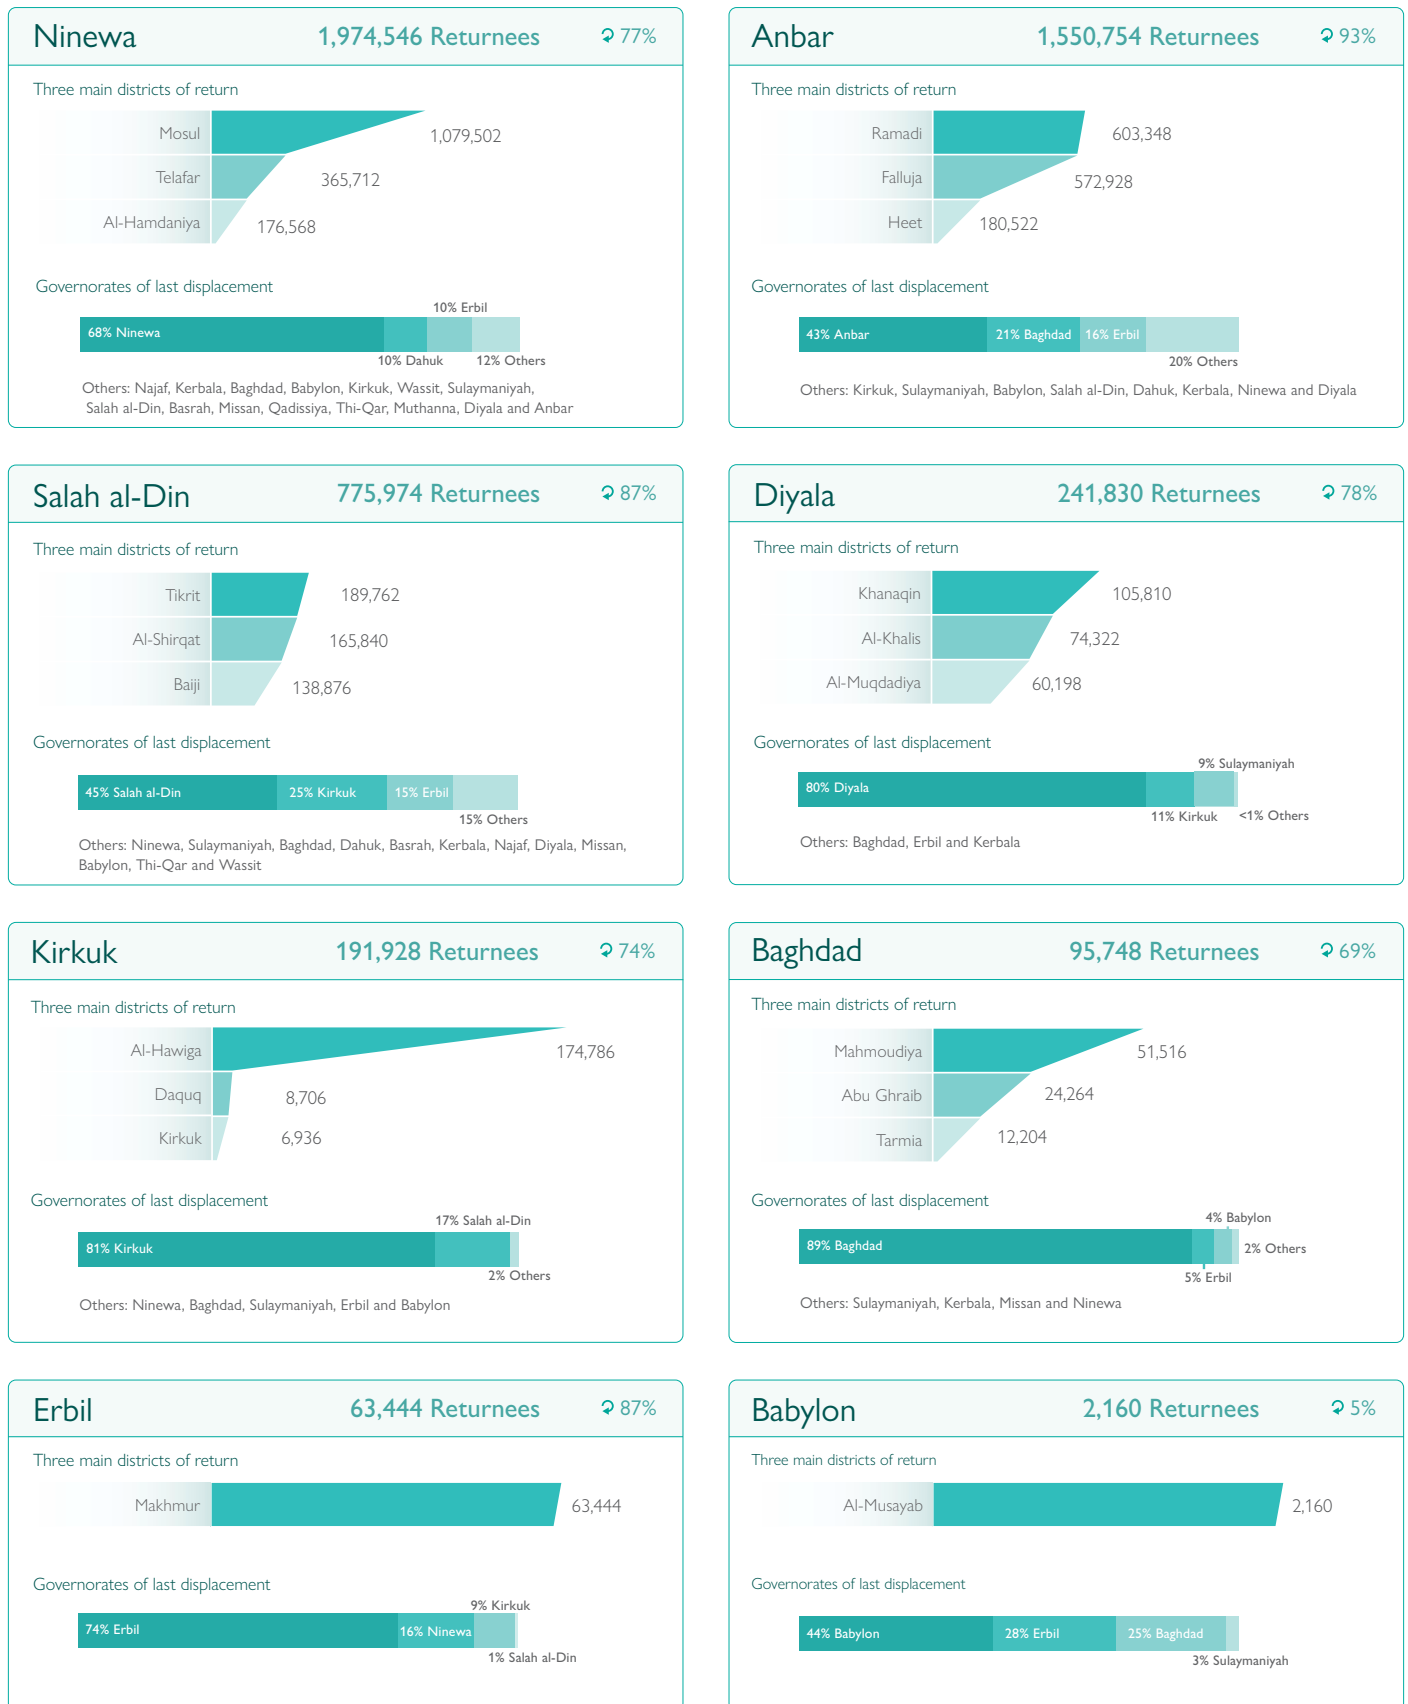 Ninewa 1,974,546 Returnees 77%
Three main districts of return
Mosul 1,079,502
Telafar 365,712
Al-Hamdaniya 176,568
Governorates of last displacement
10% Erbil
68% Ninewa
10% Dahuk 12% Others
Others: Najaf, Kerbala, Baghdad, Babylon, Kirkuk, Wassit, Sulaymaniyah,
Salah al-Din, Basrah, Missan, Qadissiya, Thi-Qar, Muthanna, Diyala and Anbar
Anbar 1,550,754 Returnees 93%
Three main districts of return
Ramadi 603,348
Falluja 572,928
Heet 180,522
Governorates of last displacement
43% Anbar 21% Baghdad 16% Erbil
20% Others
Others: Kirkuk, Sulaymaniyah, Babylon, Salah al-Din, Dahuk, Kerbala, Ninewa and Diyala
Salah al-Din 775,974 Returnees 87%
Three main districts of return
Tikrit 189,762
Al-Shirqat 165,840
Baiji 138,876
Governorates of last displacement
45% Salah al-Din 25% Kirkuk 15% Erbil
15% Others
Others: Ninewa, Sulaymaniyah, Baghdad, Dahuk, Basrah, Kerbala, Najaf, Diyala, Missan,
Babylon, Thi-Qar and Wassit
Diyala 241,830 Returnees 78%
Three main districts of return
Khanaqin 105,810
Al-Khalis 74,322
Al-Muqdadiya 60,198
Governorates of last displacement
9% Sulaymaniyah
80% Diyala
11% Kirkuk <1% Others
Others: Baghdad, Erbil and Kerbala
Kirkuk 191,928 Returnees 74%
Three main districts of return
Al-Hawiga 174,786
Daquq 8,706
Kirkuk 6,936
Governorates of last displacement
17% Salah al-Din
81% Kirkuk
2% Others
Others: Ninewa, Baghdad, Sulaymaniyah, Erbil and Babylon
Baghdad 95,748 Returnees 69%
Three main districts of return
Mahmoudiya 51,516
Abu Ghraib 24,264
Tarmia 12,204
Governorates of last displacement
4% Babylon
89% Baghdad 2% Others
5% Erbil
Others: Sulaymaniyah, Kerbala, Missan and Ninewa
Erbil 63,444 Returnees 87%
Three main districts of return
Makhmur 63,444
Governorates of last displacement
9% Kirkuk
74% Erbil 16% Ninewa
1% Salah al-Din
Babylon 2,160 Returnees 5%
Three main districts of return
Al-Musayab 2,160
Governorates of last displacement
44% Babylon 28% Erbil 25% Baghdad
3% Sulaymaniyah